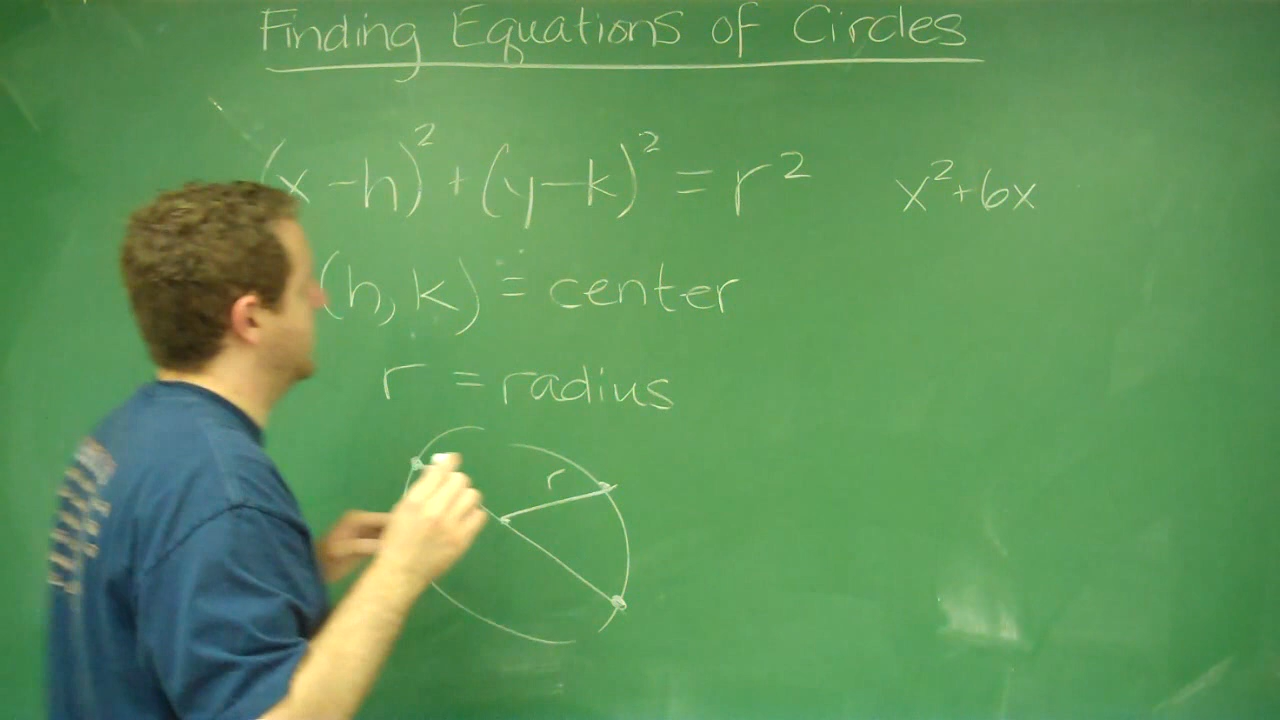 Finding Equations of Circles
(x-h)² + (y-k)² = r²
x²+6x
(h,k) = center
r = radius
r